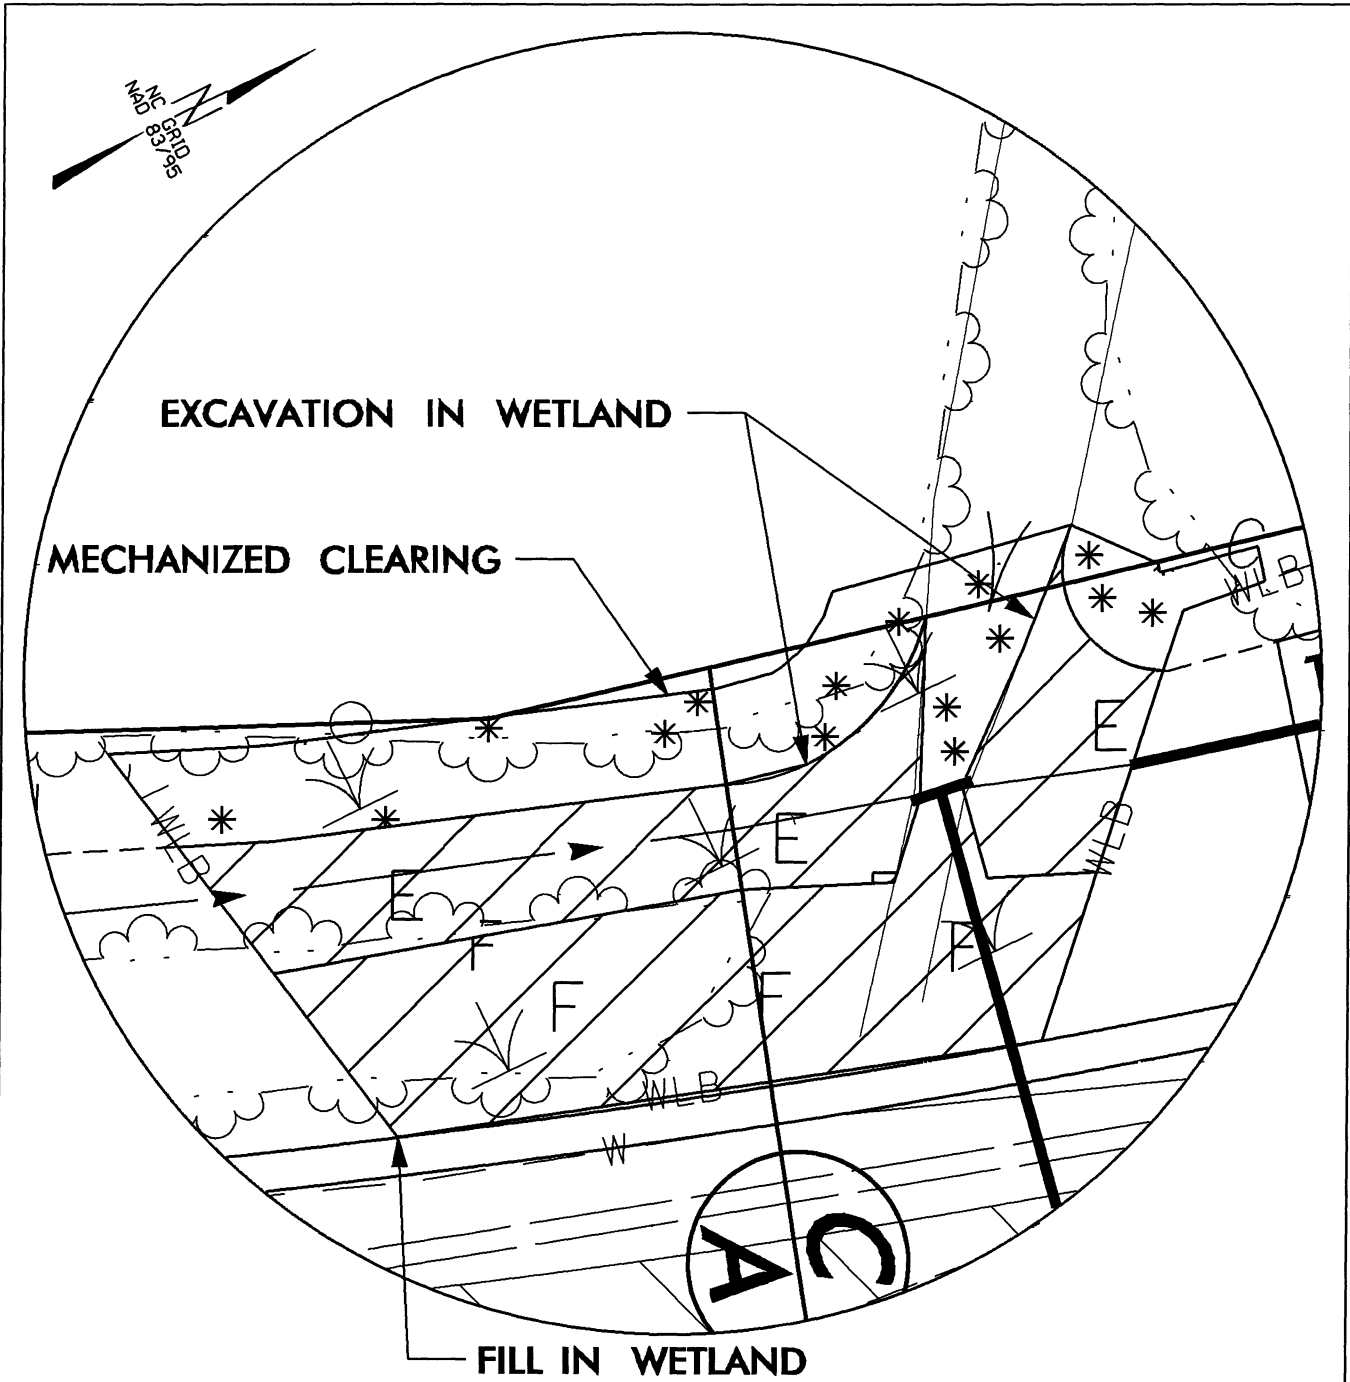 NC GRID
NAD 83/95
N
EXCAVATION IN WETLAND
MECHANIZED CLEARING
WLB
C
WLB
E
E
WLB
E
F
F
F
F
WLB
W
C
A
FILL IN WETLAND